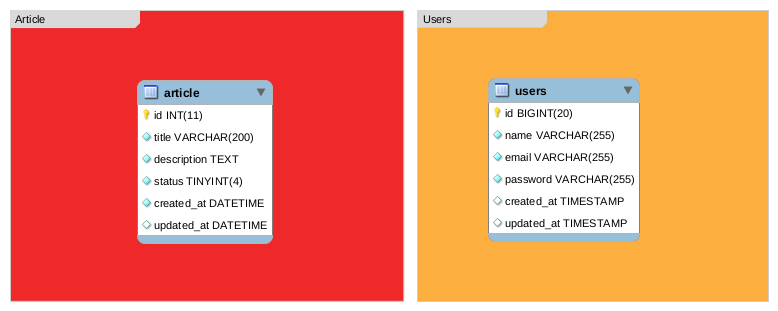 Article
article
id INT(11)
title VARCHAR(200)
description TEXT
status TINYINT(4)
created_at DATETIME
updated_at DATETIME
Users
users
id BIGINT(20)
name VARCHAR(255)
email VARCHAR(255)
password VARCHAR(255)
created_at TIMESTAMP
updated_at TIMESTAMP